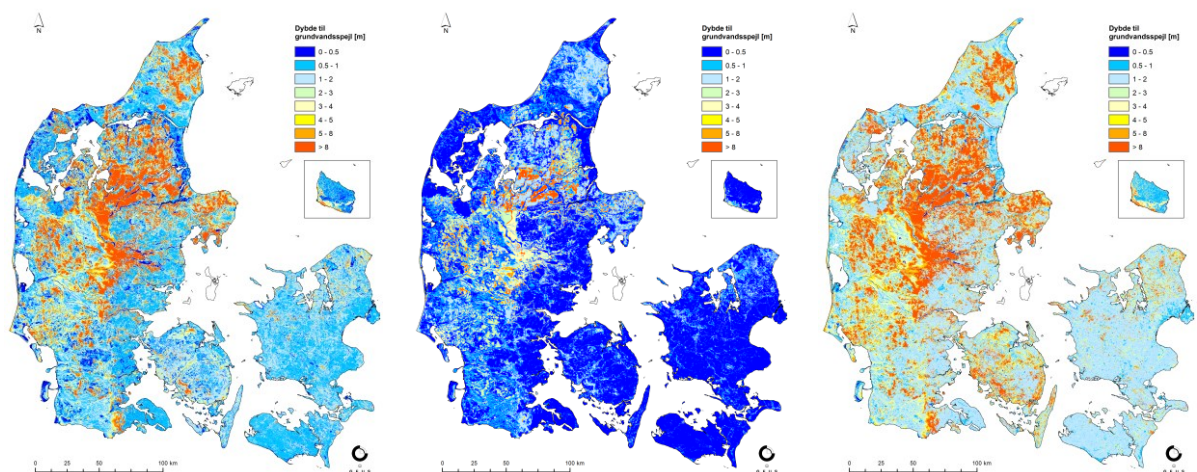 N
Dybde til
grundvandsspejl [m]
0 - 0.5
0.5 - 1
1 - 2
2 - 3
3 - 4
4 - 5
5 - 8
> 8
0 25 50 100 km
G E U S
N
Dybde til
grundvandsspejl [m]
0 - 0.5
0.5 - 1
1 - 2
2 - 3
3 - 4
4 - 5
5 - 8
> 8
0 25 50 100 km
G E U S
N
Dybde til
grundvandsspejl [m]
0 - 0.5
0.5 - 1
1 - 2
2 - 3
3 - 4
4 - 5
5 - 8
> 8
0 25 50 100 km
G E U S